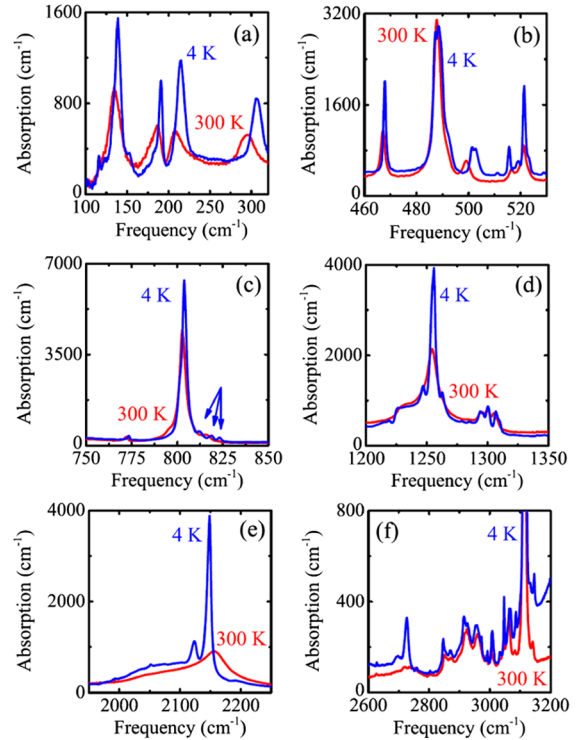 1600
800
0
100 150 200 250 300
Absorption (cm-1)
Frequency (cm-1)
(a)
4 K
300 K
3200
1600
0
460 480 500 520
Absorption (cm-1)
Frequency (cm-1)
(b)
300 K
4 K
7000
3500
0
750 775 800 825 850
Absorption (cm-1)
Frequency (cm-1)
(c)
4 K
300 K
4000
2000
0
1200 1250 1300 1350
Absorption (cm-1)
Frequency (cm-1)
(d)
4 K
300 K
4000
2000
0
2000 2100 2200
Absorption (cm-1)
Frequency (cm-1)
(e)
4 K
300 K
800
400
0
2600 2800 3000 3200
Absorption (cm-1)
Frequency (cm-1)
(f)
4 K
300 K